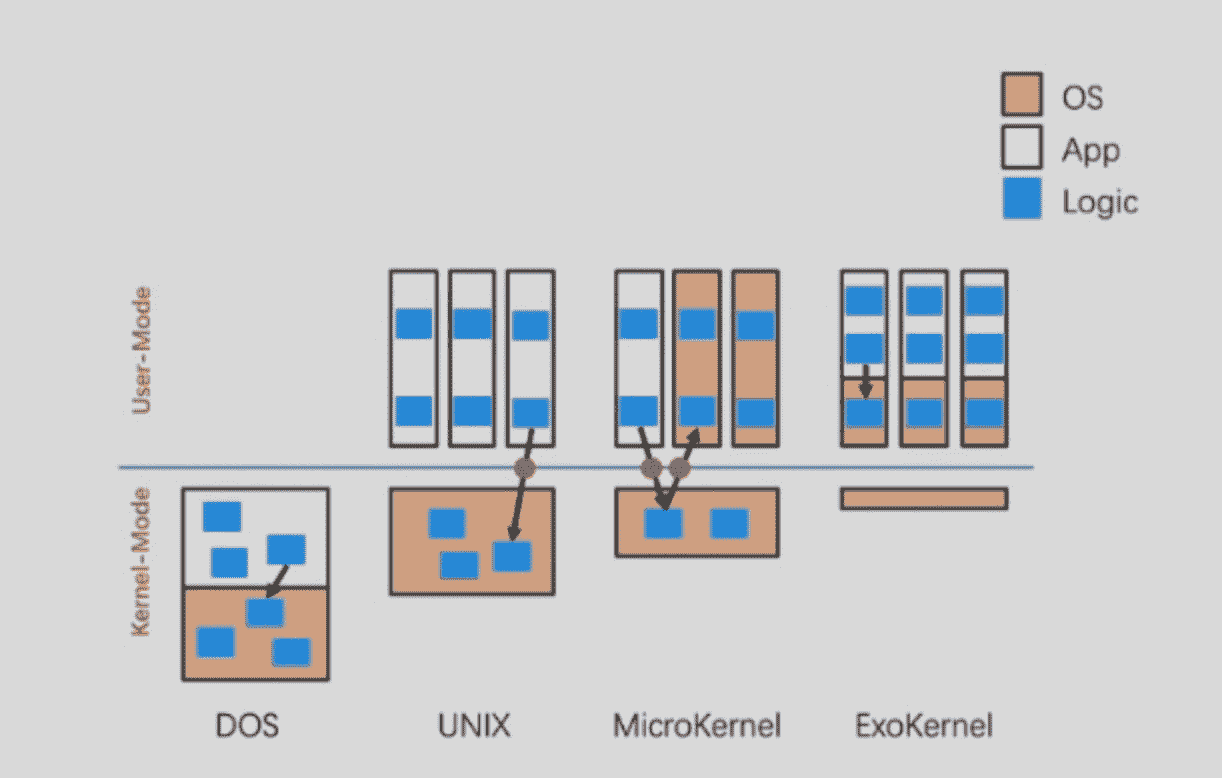 OS
App
Logic
User-Mode
Kernel-Mode
DOS UNIX MicroKernel ExoKernel